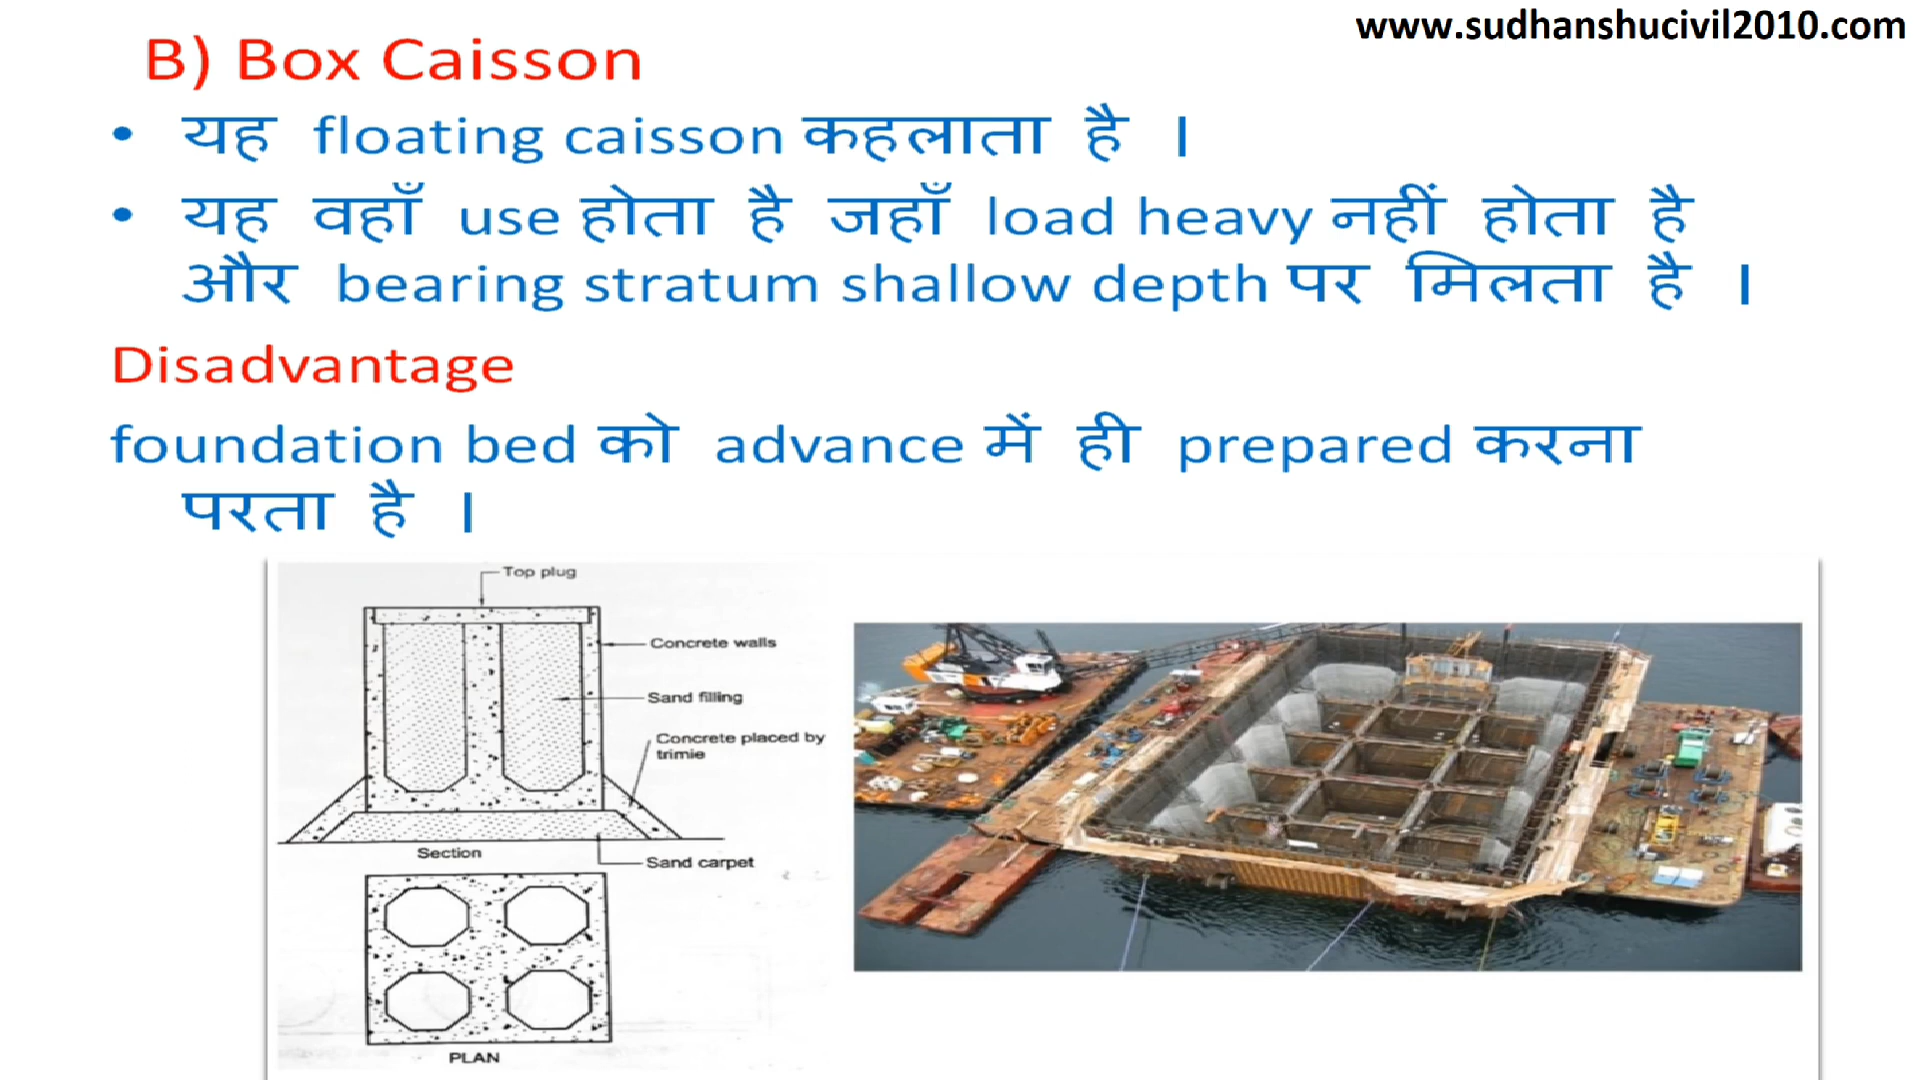 www.sudhanshucivil2010.com
B) Box Caisson
• यह floating caisson कहलाता है ।
• यह वहाँ use होता है जहाँ load heavy नहीं होता है
और bearing stratum shallow depth पर मिलता है ।
Disadvantage
foundation bed को advance में ही prepared करना
परता है ।
Top plug
Concrete walls
Sand filling
Concrete placed by
trimie
Section
Sand carpet
PLAN